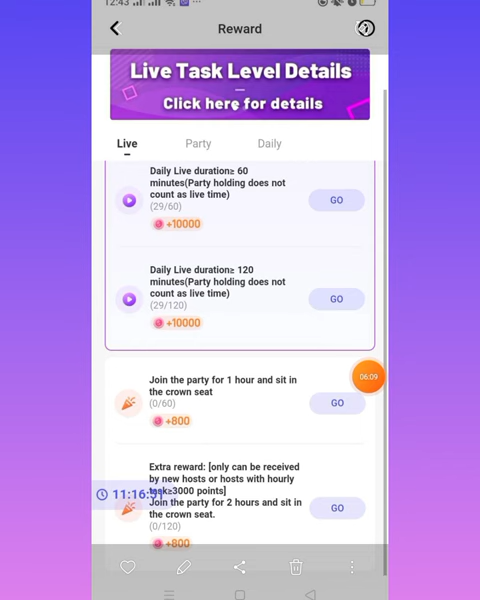 12:43
Reward
Live Task Level Details
Click here for details
Live Party Daily
Daily Live duration≥ 60
minutes(Party holding does not
count as live time)
(29/60)
+10000
GO
Daily Live duration≥ 120
minutes(Party holding does not
count as live time)
(29/120)
+10000
GO
06:09
Join the party for 1 hour and sit in
the crown seat
(0/60)
+800
GO
Extra reward: [only can be received
by new hosts or hosts with hourly
task≥3000 points]
11:16:51
Join the party for 2 hours and sit in
the crown seat.
(0/120)
+800
GO